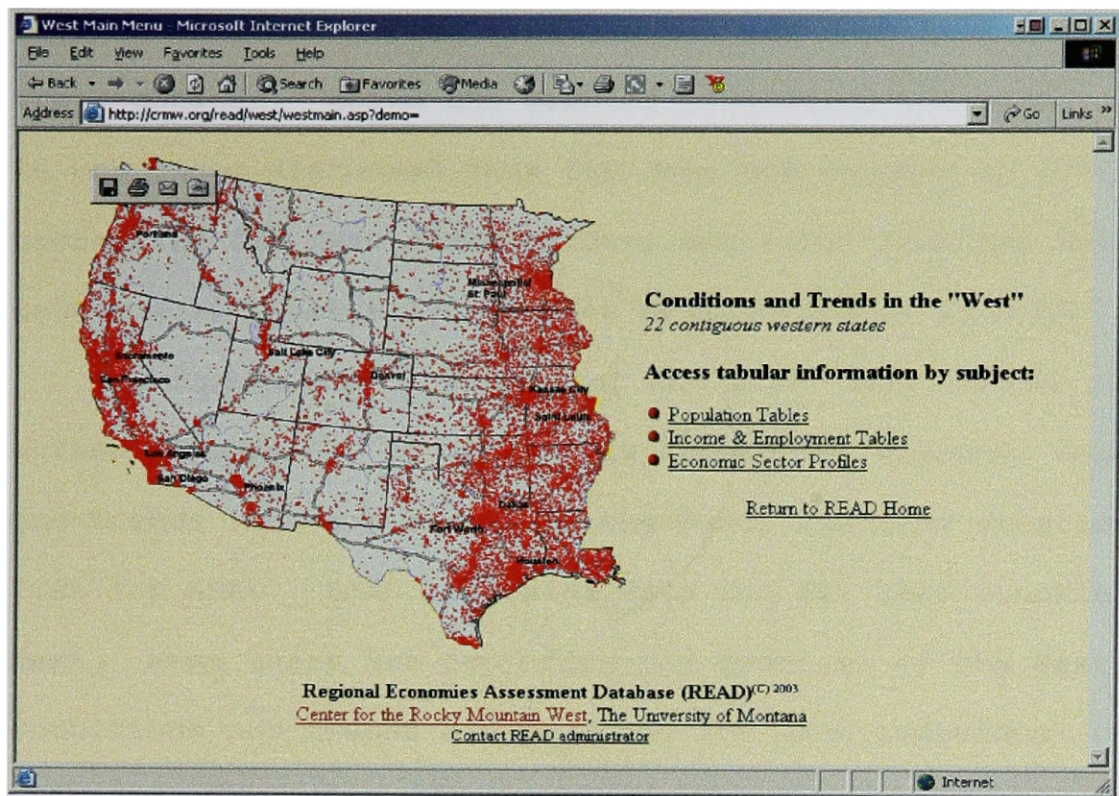 West Main Menu - Microsoft Internet Explorer
File Edit View Favorites Tools Help
Back Search Favorites Media
Address http://crmw.org/read/west/westmain.asp?demo= Go Links »
Portland
Minneapolis
St. Paul
Conditions and Trends in the "West"
22 contiguous western states
Sacramento
Salt Lake City
Denver
San Francisco
Kansas City
Saint Louis
Access tabular information by subject:
Population Tables
Income & Employment Tables
Economic Sector Profiles
Los Angeles
San Diego
Phoenix
Dallas
Fort Worth
Houston
Return to READ Home
Regional Economies Assessment Database (READ)(C) 2003
Center for the Rocky Mountain West, The University of Montana
Contact READ administrator
Internet